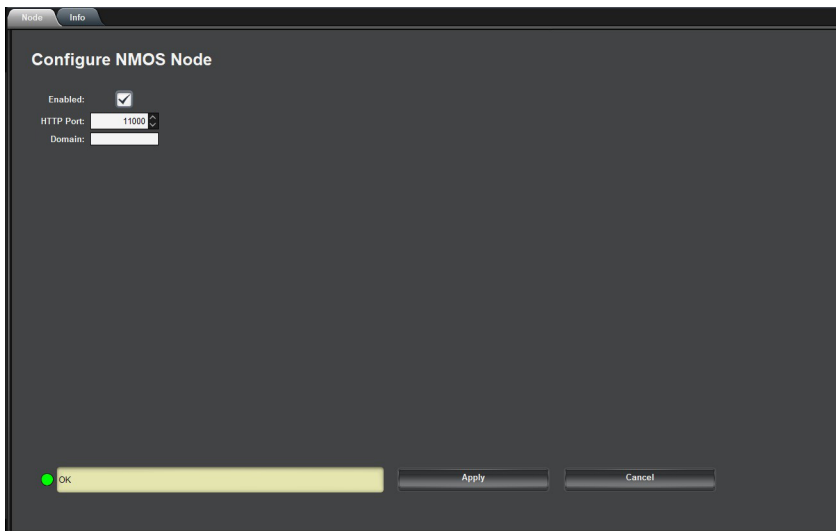 Node Info
Configure NMOS Node
Enabled:
HTTP Port: 11000
Domain:
OK Apply Cancel